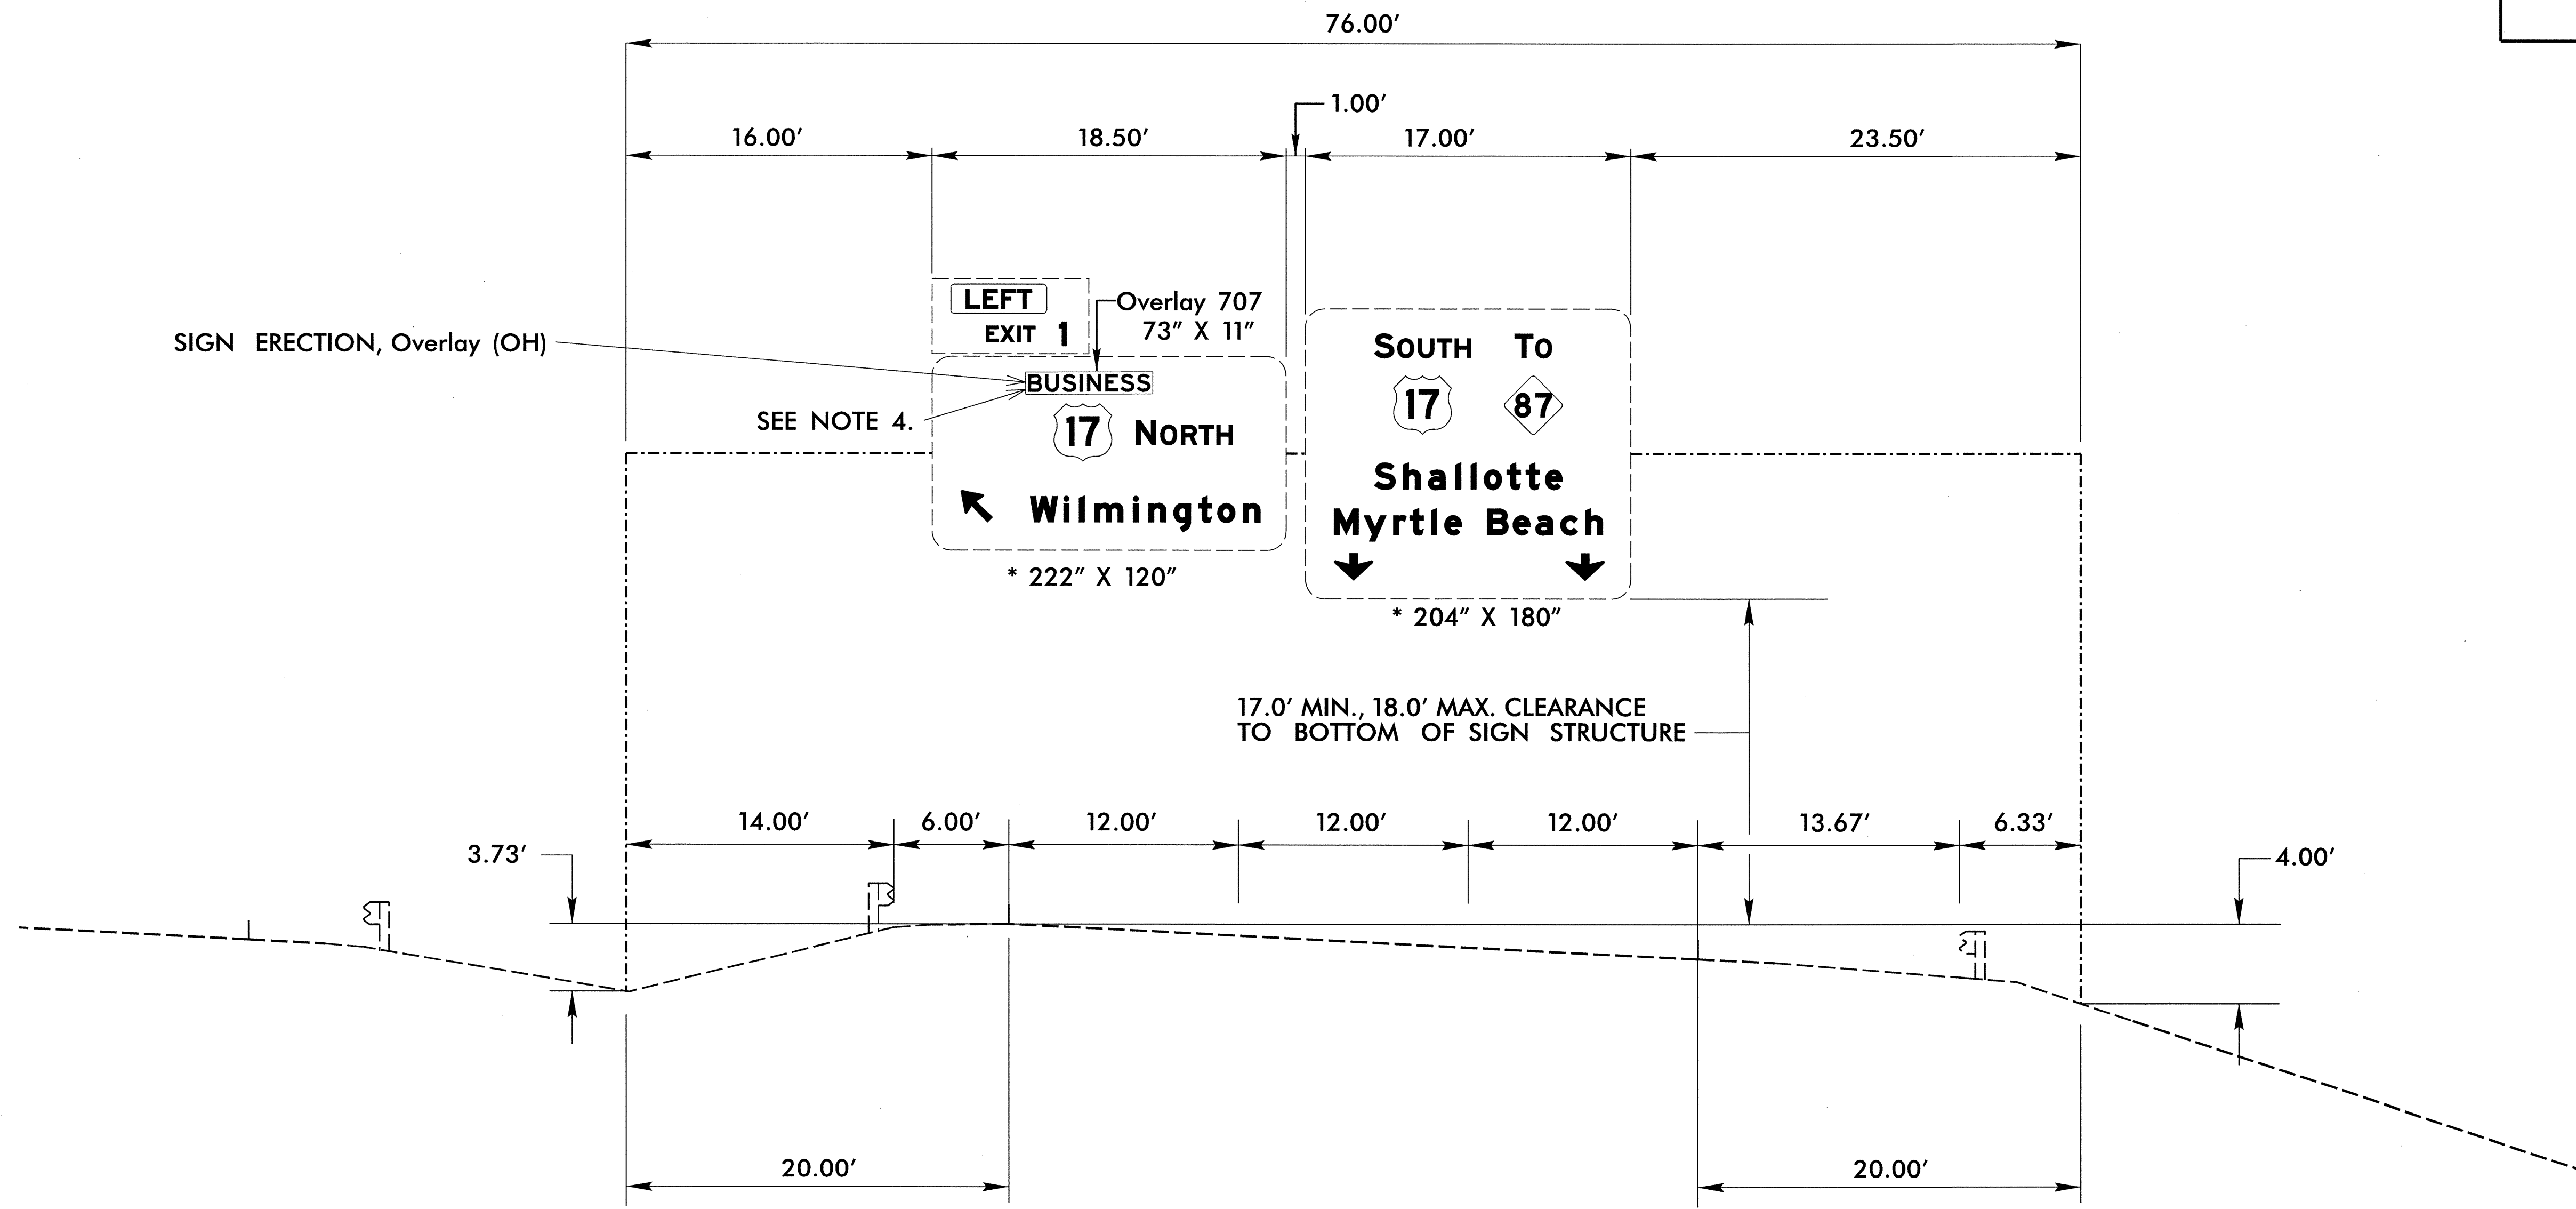 76.00′
1.00′
16.00′ 18.50′ 17.00′ 23.50′
LEFT
EXIT 1
Overlay 707
73″ X 11″
SIGN ERECTION, Overlay (OH)
BUSINESS
SEE NOTE 4.
17 NORTH
Wilmington
* 222″ X 120″
SOUTH TO
17 87
Shallotte
Myrtle Beach
* 204″ X 180″
17.0′ MIN., 18.0′ MAX. CLEARANCE
TO BOTTOM OF SIGN STRUCTURE
14.00′ 6.00′ 12.00′ 12.00′ 12.00′ 13.67′ 6.33′
3.73′ 4.00′
20.00′ 20.00′